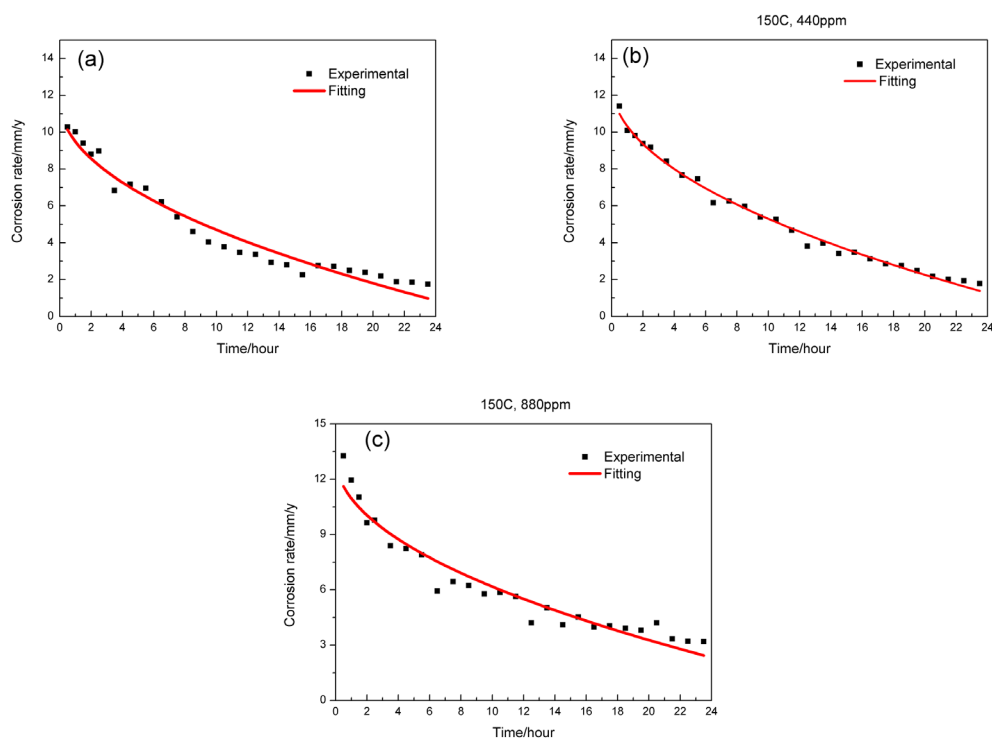 (a)
Experimental
Fitting
Corrosion rate/mm/y
14
12
10
8
6
4
2
0
0 2 4 6 8 10 12 14 16 18 20 22 24
Time/hour
150C, 440ppm
(b)
Experimental
Fitting
Corrosion rate/mm/y
14
12
10
8
6
4
2
0
0 2 4 6 8 10 12 14 16 18 20 22 24
Time/hour
150C, 880ppm
(c)
Experimental
Fitting
Corrosion rate/mm/y
15
12
9
6
3
0
0 2 4 6 8 10 12 14 16 18 20 22 24
Time/hour